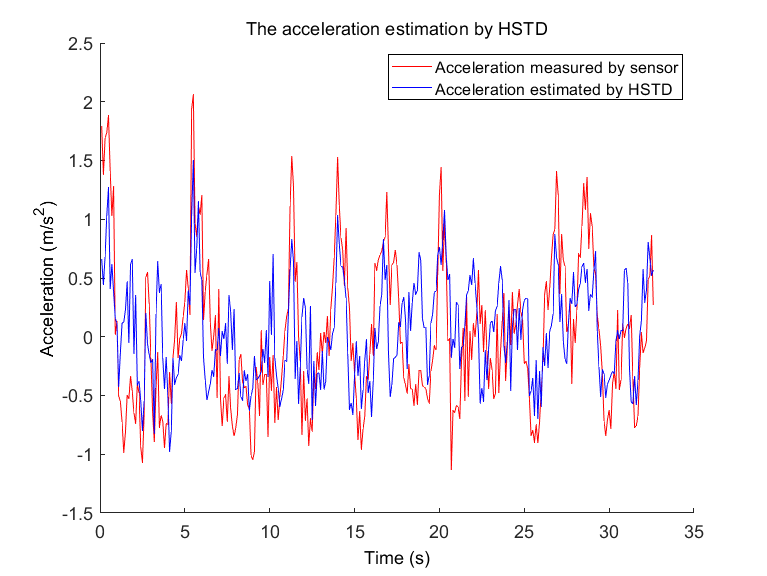 The acceleration estimation by HSTD
Acceleration measured by sensor
Acceleration estimated by HSTD
Acceleration (m/s²)
2.5
2
1.5
1
0.5
0
-0.5
-1
-1.5
0 5 10 15 20 25 30 35
Time (s)